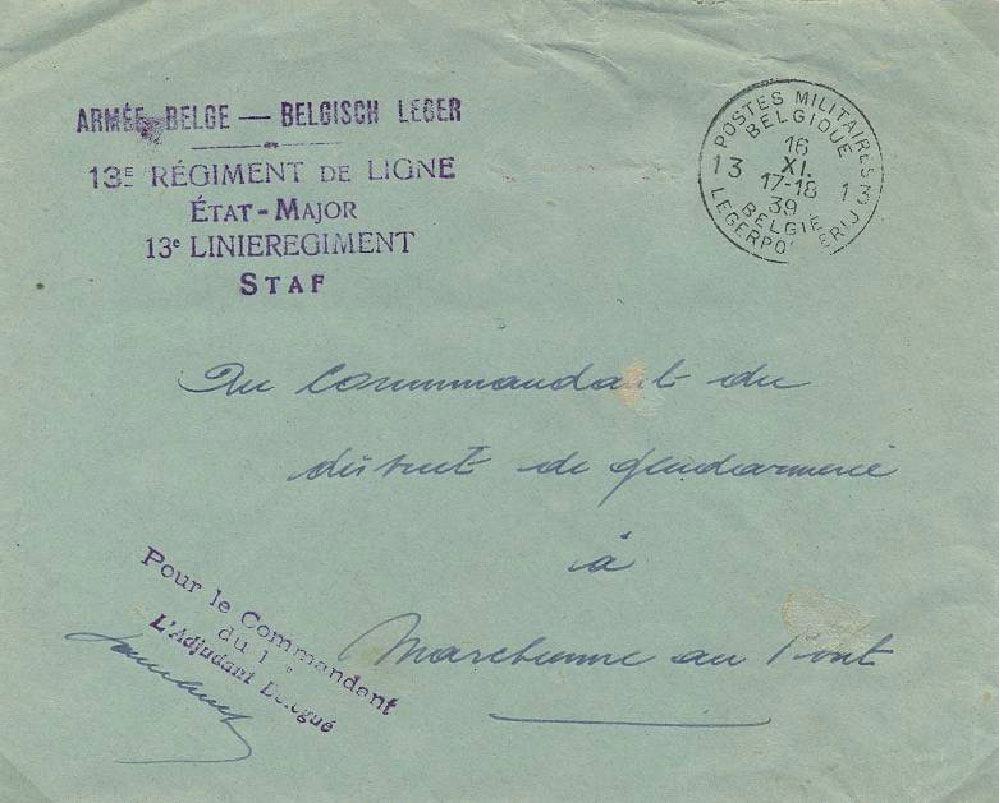 ARMÉE BELGE — BELGISCH LEGER
13E RÉGIMENT DE LIGNE
ÉTAT-MAJOR
13e LINIEREGIMENT
STAF
POSTES MILITAIRES
BELGIQUE
16
XI.
13 17-18 13
39
BELGIË
LEGERPO ERIJ
Au Commandant du
district de gendarmerie
à
Marchienne au Pont
Pour le Commandant
du 1
L'Adjudant Délégué